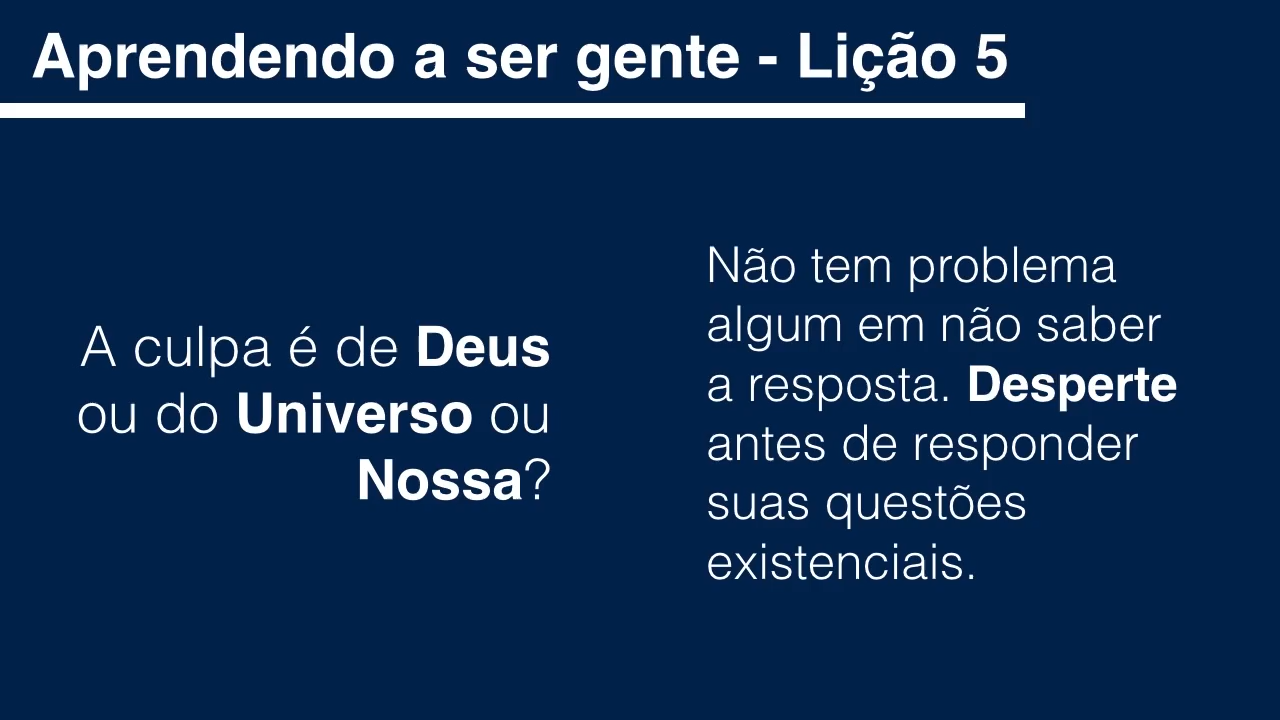 Aprendendo a ser gente - Lição 5
A culpa é de Deus
ou do Universo ou
Nossa?
Não tem problema
algum em não saber
a resposta. Desperte
antes de responder
suas questões
existenciais.